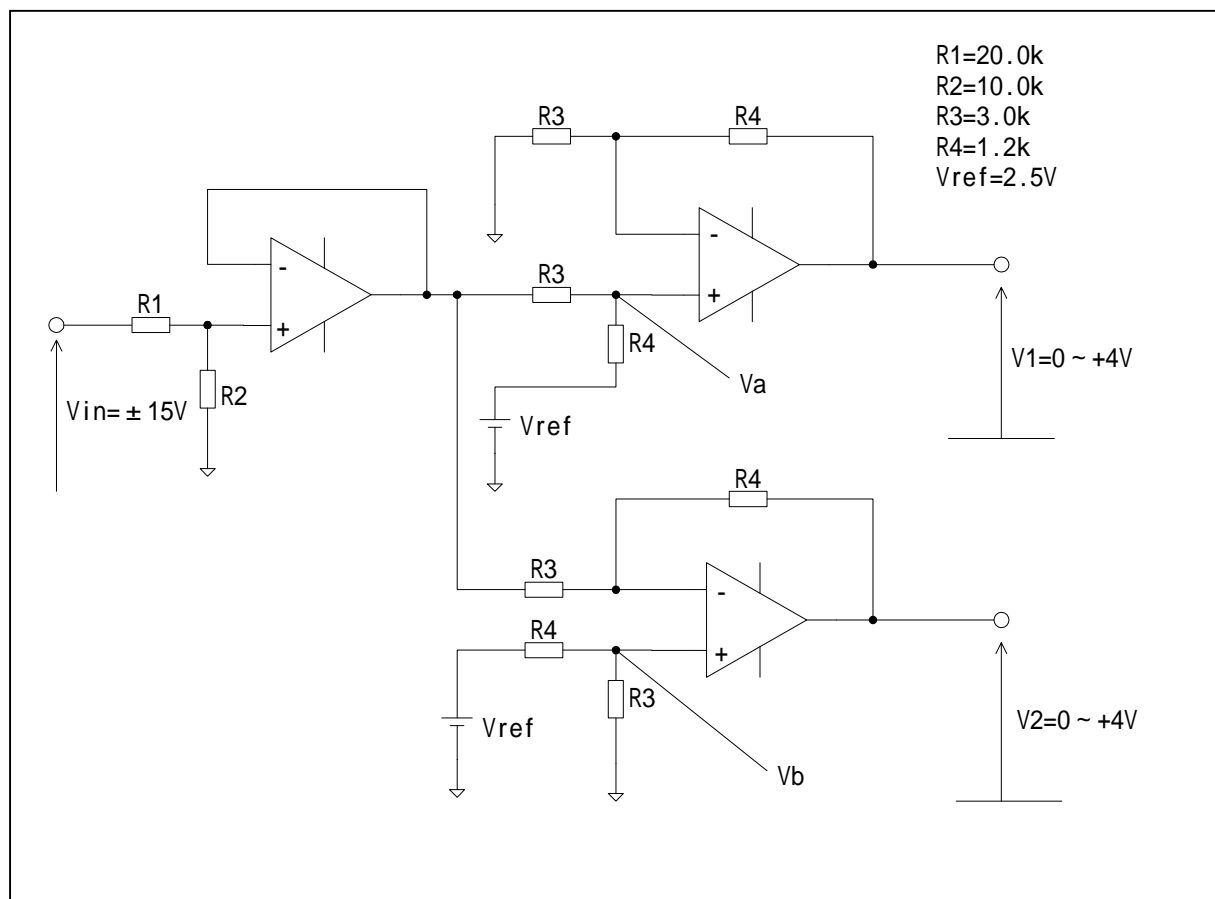 R1=20.0k
R2=10.0k
R3=3.0k
R4=1.2k
Vref=2.5V
R3
R4
-
+
R1
R2
Vin=±15V
-
+
R3
R4
Va
Vref
V1=0~+4V
R4
R3
-
+
R4
R3
Vref
Vb
V2=0~+4V